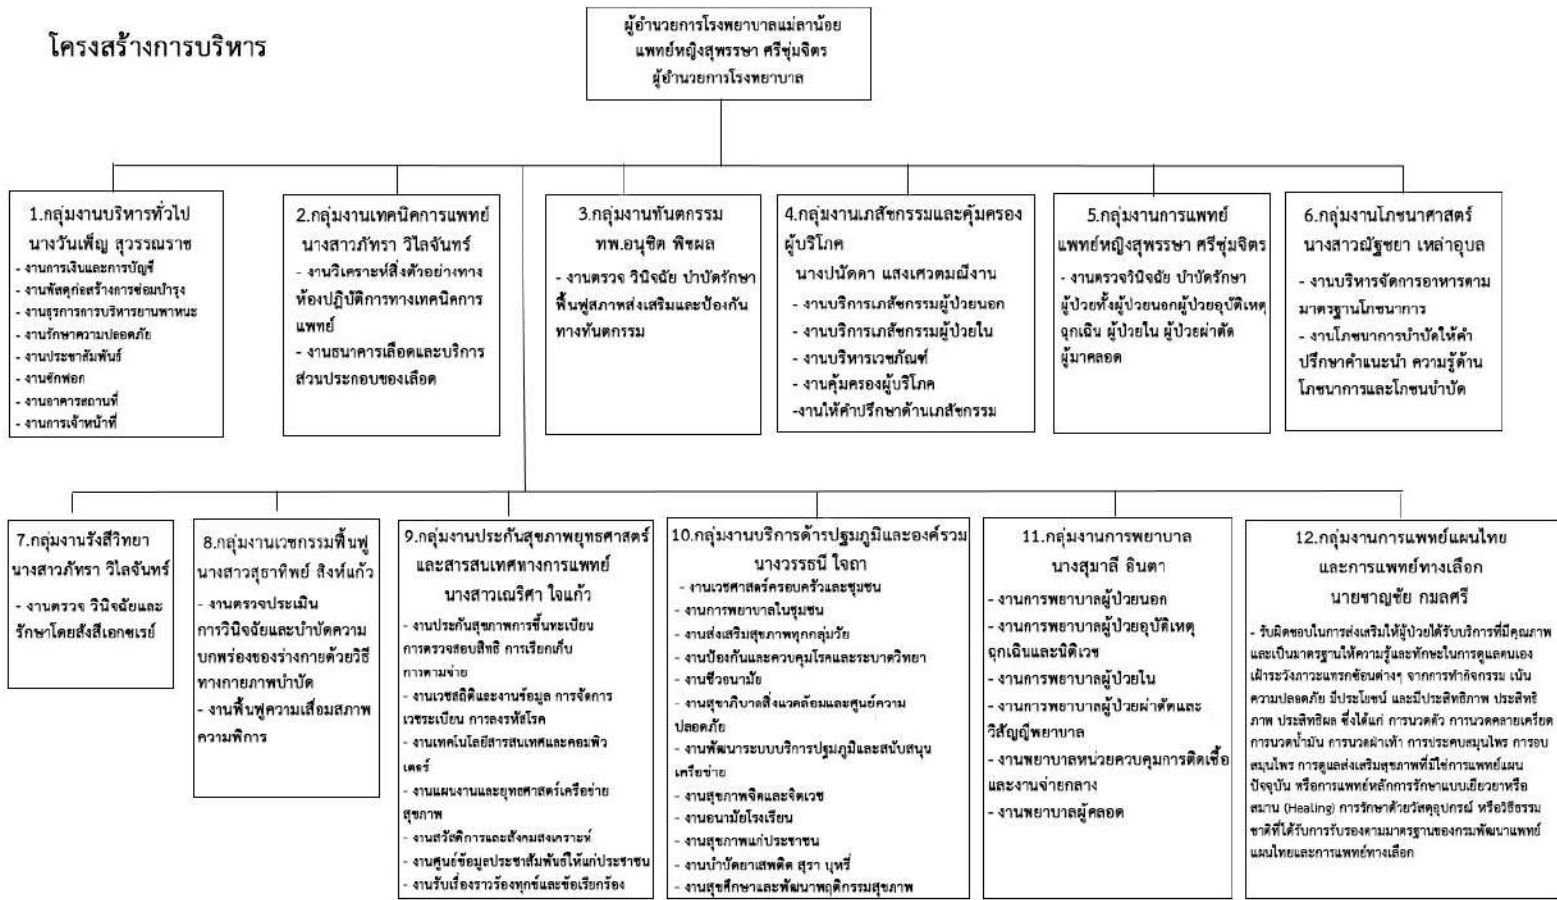 โครงสร้างการบริหาร
ผู้อำนวยการโรงพยาบาลแม่ลาน้อย
แพทย์หญิงสุพรรษา ศรีชุ่มจิตร
ผู้อำนวยการโรงพยาบาล
1.กลุ่มงานบริหารทั่วไป
นางวันเพ็ญ สุวรรณราช
- งานการเงินและการบัญชี
- งานพัสดุก่อสร้างการซ่อมบำรุง
- งานธุรการการบริหารยานพาหนะ
- งานรักษาความปลอดภัย
- งานประชาสัมพันธ์
- งานซักฟอก
- งานอาคารสถานที่
- งานการเจ้าหน้าที่
2.กลุ่มงานเทคนิคการแพทย์
นางสาวภัทรา วิไลจันทร์
- งานวิเคราะห์สิ่งตัวอย่างทาง
ห้องปฏิบัติการทางเทคนิคการ
แพทย์
- งานธนาคารเลือดและบริการ
ส่วนประกอบของเลือด
3.กลุ่มงานทันตกรรม
ทพ.อนุชิต พิชผล
- งานตรวจ วินิจฉัย บำบัดรักษา
ฟื้นฟูสภาพส่งเสริมและป้องกัน
ทางทันตกรรม
4.กลุ่มงานเภสัชกรรมและคุ้มครอง
ผู้บริโภค
นางปนัดดา แสงเศวตมณีงาน
- งานบริการเภสัชกรรมผู้ป่วยนอก
- งานบริการเภสัชกรรมผู้ป่วยใน
- งานบริหารเวชภัณฑ์
- งานคุ้มครองผู้บริโภค
-งานให้คำปรึกษาด้านเภสัชกรรม
5.กลุ่มงานการแพทย์
แพทย์หญิงสุพรรษา ศรีชุ่มจิตร
- งานตรวจวินิจฉัย บำบัดรักษา
ผู้ป่วยทั้งผู้ป่วยนอกผู้ป่วยอุบัติเหตุ
ฉุกเฉิน ผู้ป่วยใน ผู้ป่วยผ่าตัด
ผู้มาคลอด
6.กลุ่มงานโภชนาศาสตร์
นางสาวณัฐชยา เหล่าอุบล
- งานบริหารจัดการอาหารตาม
มาตรฐานโภชนาการ
- งานโภชนาการบำบัดให้คำ
ปรึกษาคำแนะนำ ความรู้ด้าน
โภชนาการและโภชนบำบัด
7.กลุ่มงานรังสีวิทยา
นางสาวภัทรา วิไลจันทร์
- งานตรวจ วินิจฉัยและ
รักษาโดยสังสีเอกซเรย์
8.กลุ่มงานเวชกรรมฟื้นฟู
นางสาวสุธาทิพย์ สิงห์แก้ว
- งานตรวจประเมิน
การวินิจฉัยและบำบัดความ
บกพร่องของร่างกายด้วยวิธี
ทางกายภาพบำบัด
- งานฟื้นฟูความเสื่อมสภาพ
ความพิการ
9.กลุ่มงานประกันสุขภาพยุทธศาสตร์
และสารสนเทศทางการแพทย์
นางสาวเณริศา ใจแก้ว
- งานประกันสุขภาพการขึ้นทะเบียน
การตรวจสอบสิทธิ การเรียกเก็บ
การตามจ่าย
- งานเวชสถิติและงานข้อมูล การจัดการ
เวชระเบียน การลงรหัสโรค
- งานเทคโนโลยีสารสนเทศและคอมพิว
เตอร์
- งานแผนงานและยุทธศาสตร์เครือข่าย
สุขภาพ
- งานสวัสดิการและสังคมสงเคราะห์
- งานศูนย์ข้อมูลประชาสัมพันธ์ให้แก่ประชาชน
- งานรับเรื่องราวร้องทุกข์และข้อเรียกร้อง
10.กลุ่มงานบริการด้ารปฐมภูมิและองค์รวม
นางวรรธนี ใจถา
- งานเวชศาสตร์ครอบครัวและชุมชน
- งานการพยาบาลในชุมชน
- งานส่งเสริมสุขภาพทุกกลุ่มวัย
- งานป้องกันและควบคุมโรคและระบาดวิทยา
- งานชีวอนามัย
- งานสุขาภิบาลสิ่งแวดล้อมและศูนย์ความ
ปลอดภัย
- งานพัฒนาระบบบริการปฐมภูมิและสนับสนุน
เครือข่าย
- งานสุขภาพจิตและจิตเวช
- งานอนามัยโรงเรียน
- งานสุขภาพแก่ประชาชน
- งานบำบัดยาเสพติด สุรา บุหรี่
- งานสุขศึกษาและพัฒนาพฤติกรรมสุขภาพ
11.กลุ่มงานการพยาบาล
นางสุมาลี อินตา
- งานการพยาบาลผู้ป่วยนอก
- งานการพยาบาลผู้ป่วยอุบัติเหตุ
ฉุกเฉินและนิติเวช
- งานการพยาบาลผู้ป่วยใน
- งานการพยาบาลผู้ป่วยผ่าตัดและ
วิสัญญีพยาบาล
- งานพยาบาลหน่วยควบคุมการติดเชื้อ
และงานจ่ายกลาง
- งานพยาบาลผู้คลอด
12.กลุ่มงานการแพทย์แผนไทย
และการแพทย์ทางเลือก
นายชาญชัย กมลศรี
- รับผิดชอบในการส่งเสริมให้ผู้ป่วยได้รับบริการที่มีคุณภาพ
และเป็นมาตรฐานให้ความรู้และทักษะในการดูแลตนเอง
เฝ้าระวังภาวะแทรกซ้อนต่างๆ จากการทำกิจกรรม เน้น
ความปลอดภัย มีประโยชน์ และมีประสิทธิภาพ ประสิทธิ
ภาพ ประสิทธิผล ซึ่งได้แก่ การนวดตัว การนวดคลายเครียด
การนวดน้ำมัน การนวดฝ่าเท้า การประคบสมุนไพร การอบ
สมุนไพร การดูแลส่งเสริมสุขภาพที่มิใช่การแพทย์แผน
ปัจจุบัน หรือการแพทย์หลักการรักษาแบบเยียวยาหรือ
สมาน (Healing) การรักษาด้วยวัสดุอุปกรณ์ หรือวิธีธรรม
ชาติที่ได้รับการรับรองตามมาตรฐานของกรมพัฒนาแพทย์
แผนไทยและการแพทย์ทางเลือก